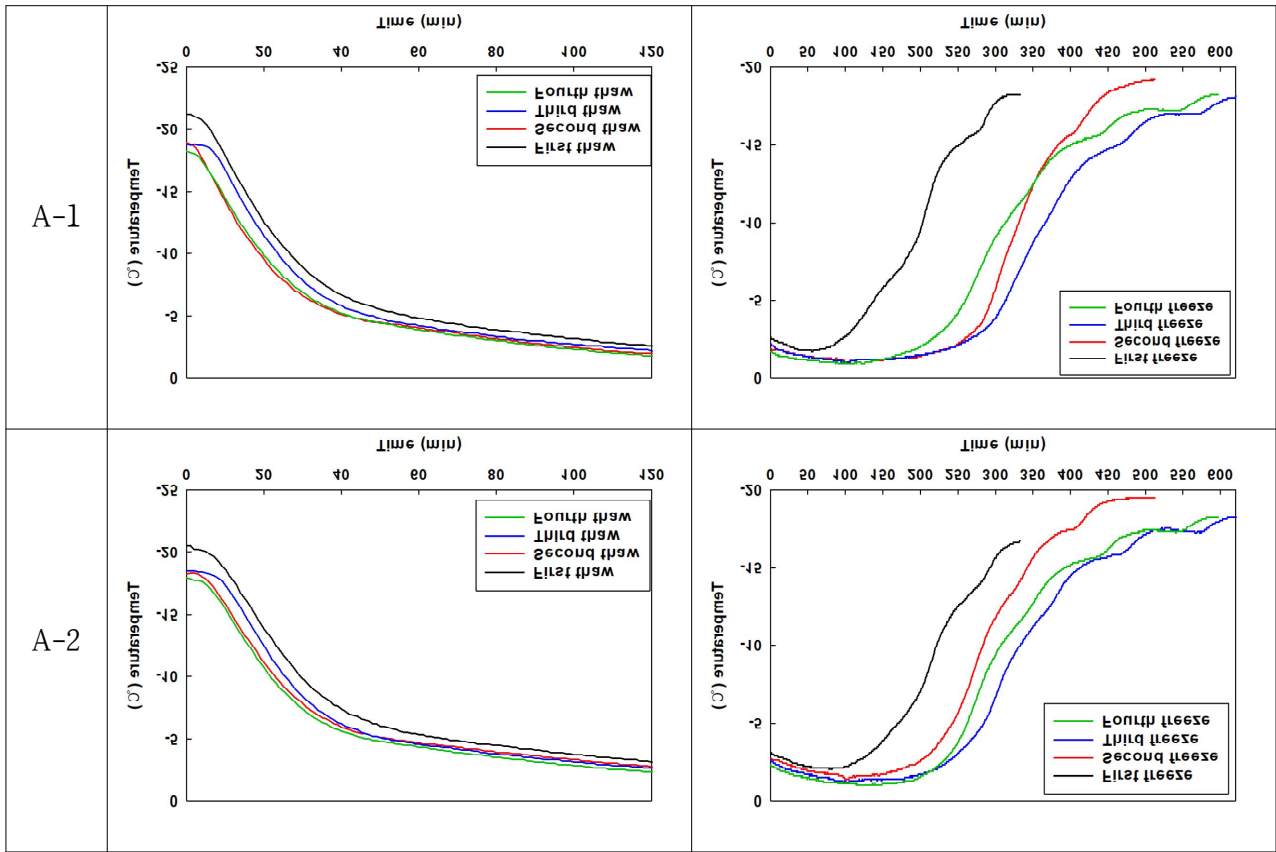 A-1
Time (min)
0 20 40 60 80 100 120
-25
-20
-15
-10
-5
0
Temperature (℃)
Fourth thaw
Third thaw
Second thaw
First thaw
Time (min)
0 50 100 150 200 250 300 350 400 450 500 550 600
-20
-15
-10
-5
0
Temperature (℃)
Fourth freeze
Third freeze
Second freeze
First freeze
A-2
Time (min)
0 20 40 60 80 100 120
-25
-20
-15
-10
-5
0
Temperature (℃)
Fourth thaw
Third thaw
Second thaw
First thaw
Time (min)
0 50 100 150 200 250 300 350 400 450 500 550 600
-20
-15
-10
-5
0
Temperature (℃)
Fourth freeze
Third freeze
Second freeze
First freeze